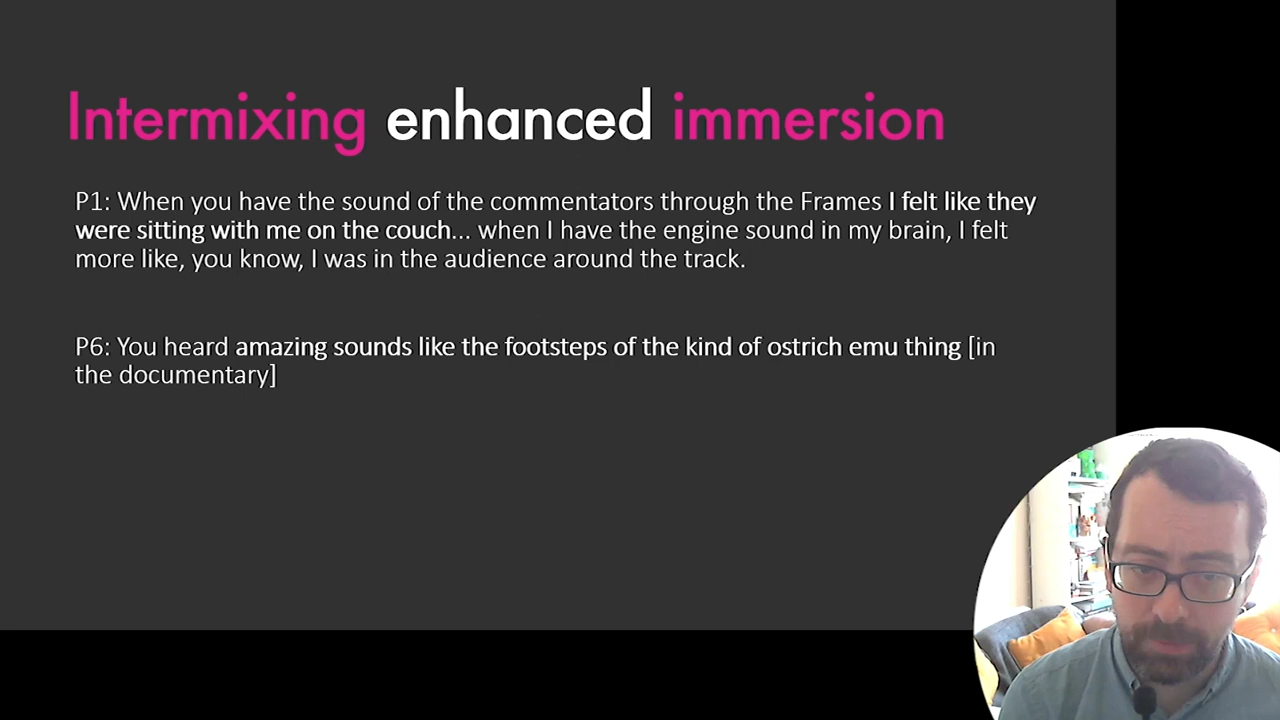 Intermixing enhanced immersion
P1: When you have the sound of the commentators through the Frames I felt like they
were sitting with me on the couch... when I have the engine sound in my brain, I felt
more like, you know, I was in the audience around the track.
P6: You heard amazing sounds like the footsteps of the kind of ostrich emu thing [in
the documentary]